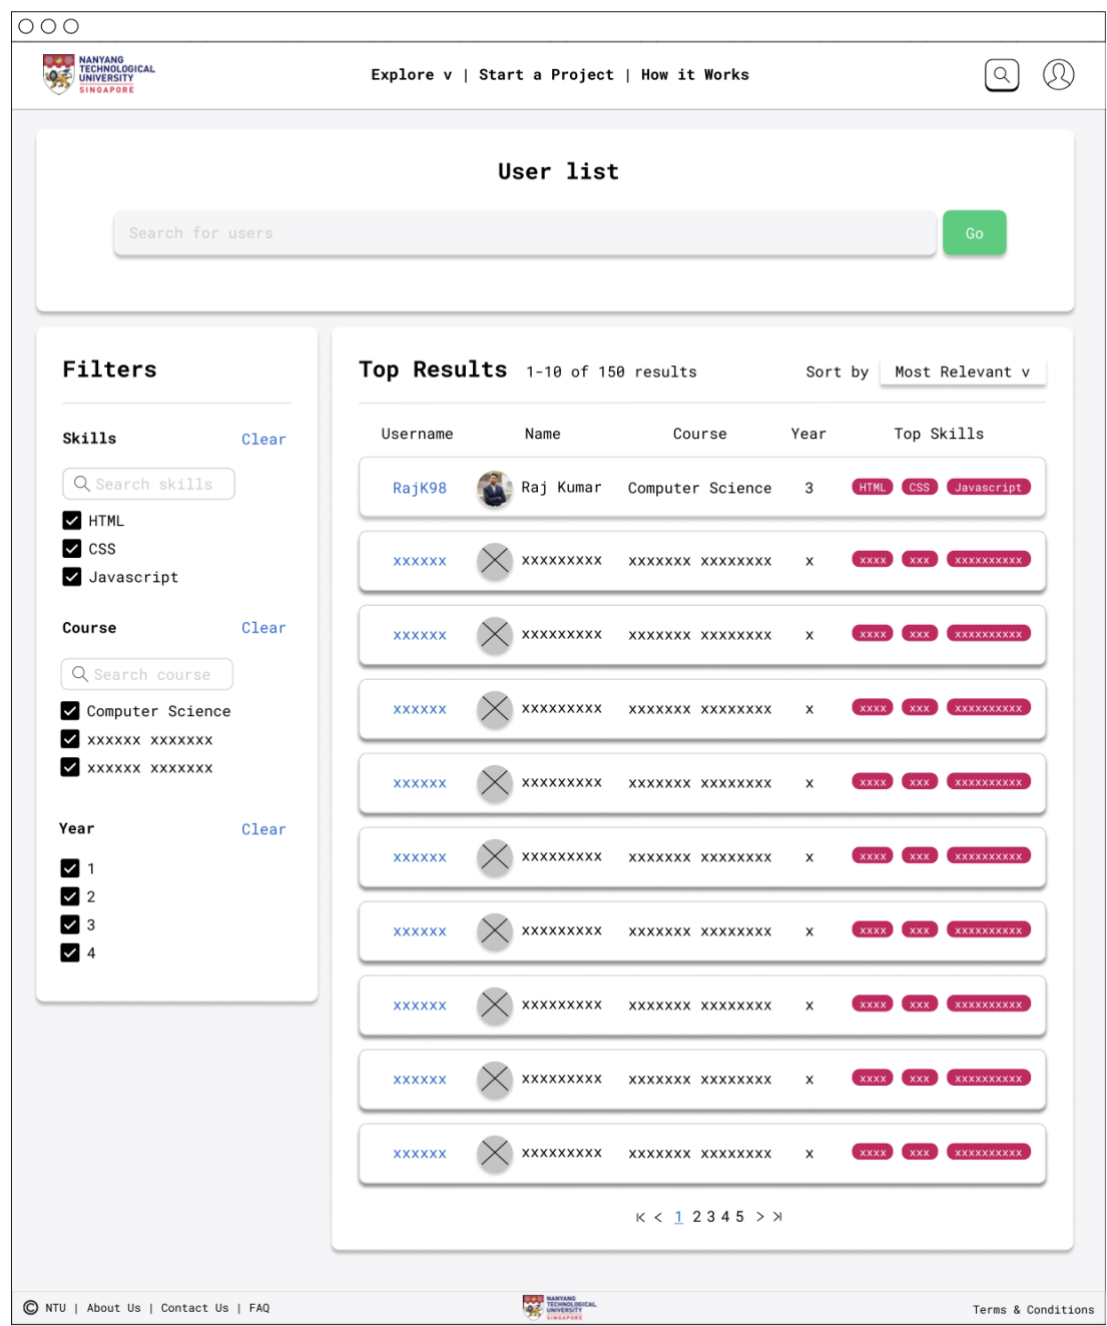 NANYANG
TECHNOLOGICAL
UNIVERSITY
SINGAPORE
Explore v | Start a Project | How it Works
User list
Search for users
Go
Filters
Skills Clear
Search skills
HTML
CSS
Javascript
Course Clear
Search course
Computer Science
xxxxxx xxxxxxx
xxxxxx xxxxxxx
Year Clear
1
2
3
4
Top Results 1-10 of 150 results Sort by Most Relevant v
Username Name Course Year Top Skills
RajK98 Raj Kumar Computer Science 3 HTML CSS Javascript
xxxxxx xxxxxxxxx xxxxxxx xxxxxxxx x xxxx xxx xxxxxxxxxx
xxxxxx xxxxxxxxx xxxxxxx xxxxxxxx x xxxx xxx xxxxxxxxxx
xxxxxx xxxxxxxxx xxxxxxx xxxxxxxx x xxxx xxx xxxxxxxxxx
xxxxxx xxxxxxxxx xxxxxxx xxxxxxxx x xxxx xxx xxxxxxxxxx
xxxxxx xxxxxxxxx xxxxxxx xxxxxxxx x xxxx xxx xxxxxxxxxx
xxxxxx xxxxxxxxx xxxxxxx xxxxxxxx x xxxx xxx xxxxxxxxxx
xxxxxx xxxxxxxxx xxxxxxx xxxxxxxx x xxxx xxx xxxxxxxxxx
xxxxxx xxxxxxxxx xxxxxxx xxxxxxxx x xxxx xxx xxxxxxxxxx
xxxxxx xxxxxxxxx xxxxxxx xxxxxxxx x xxxx xxx xxxxxxxxxx
K < 1 2 3 4 5 > >|
© NTU | About Us | Contact Us | FAQ
NANYANG
TECHNOLOGICAL
UNIVERSITY
SINGAPORE
Terms & Conditions